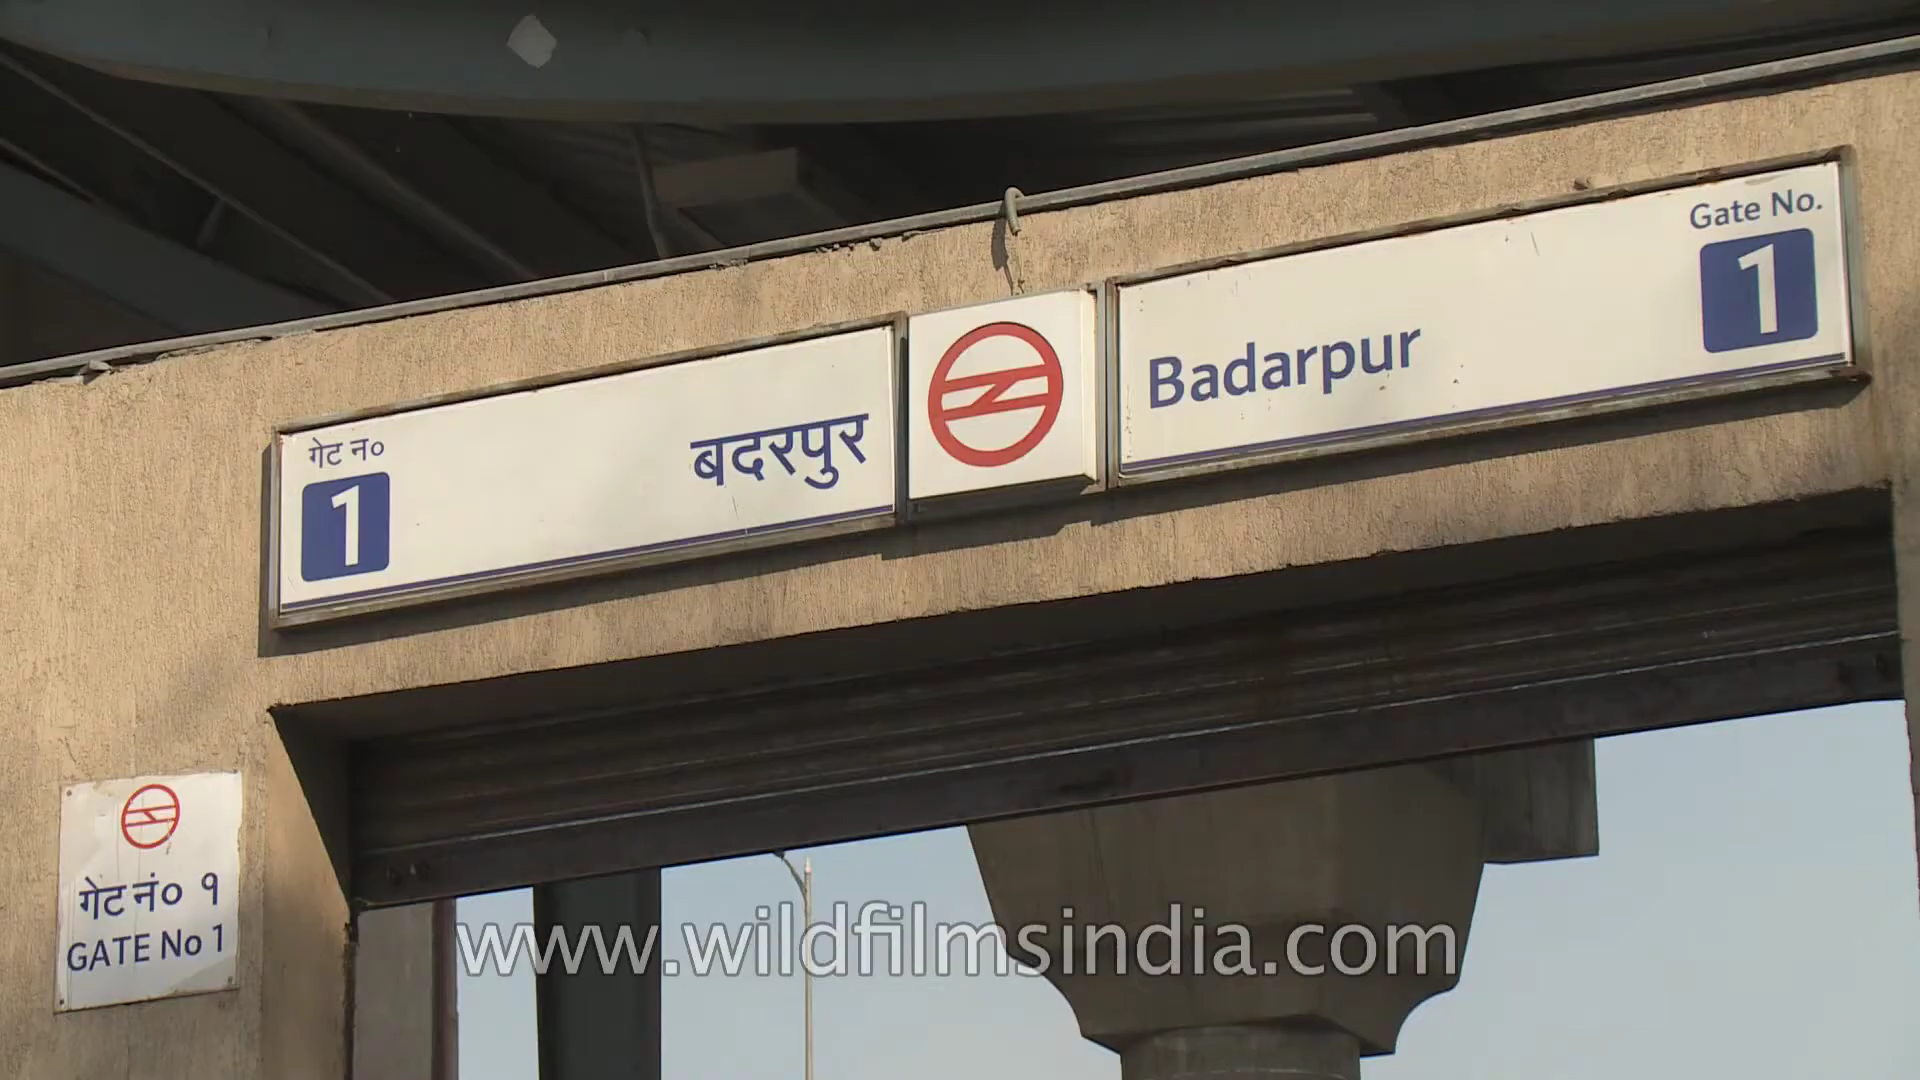 गेट न०
1
बदरपुर
Badarpur
Gate No.
1
गेट नं० १
GATE No 1
www.wildfilmsindia.com